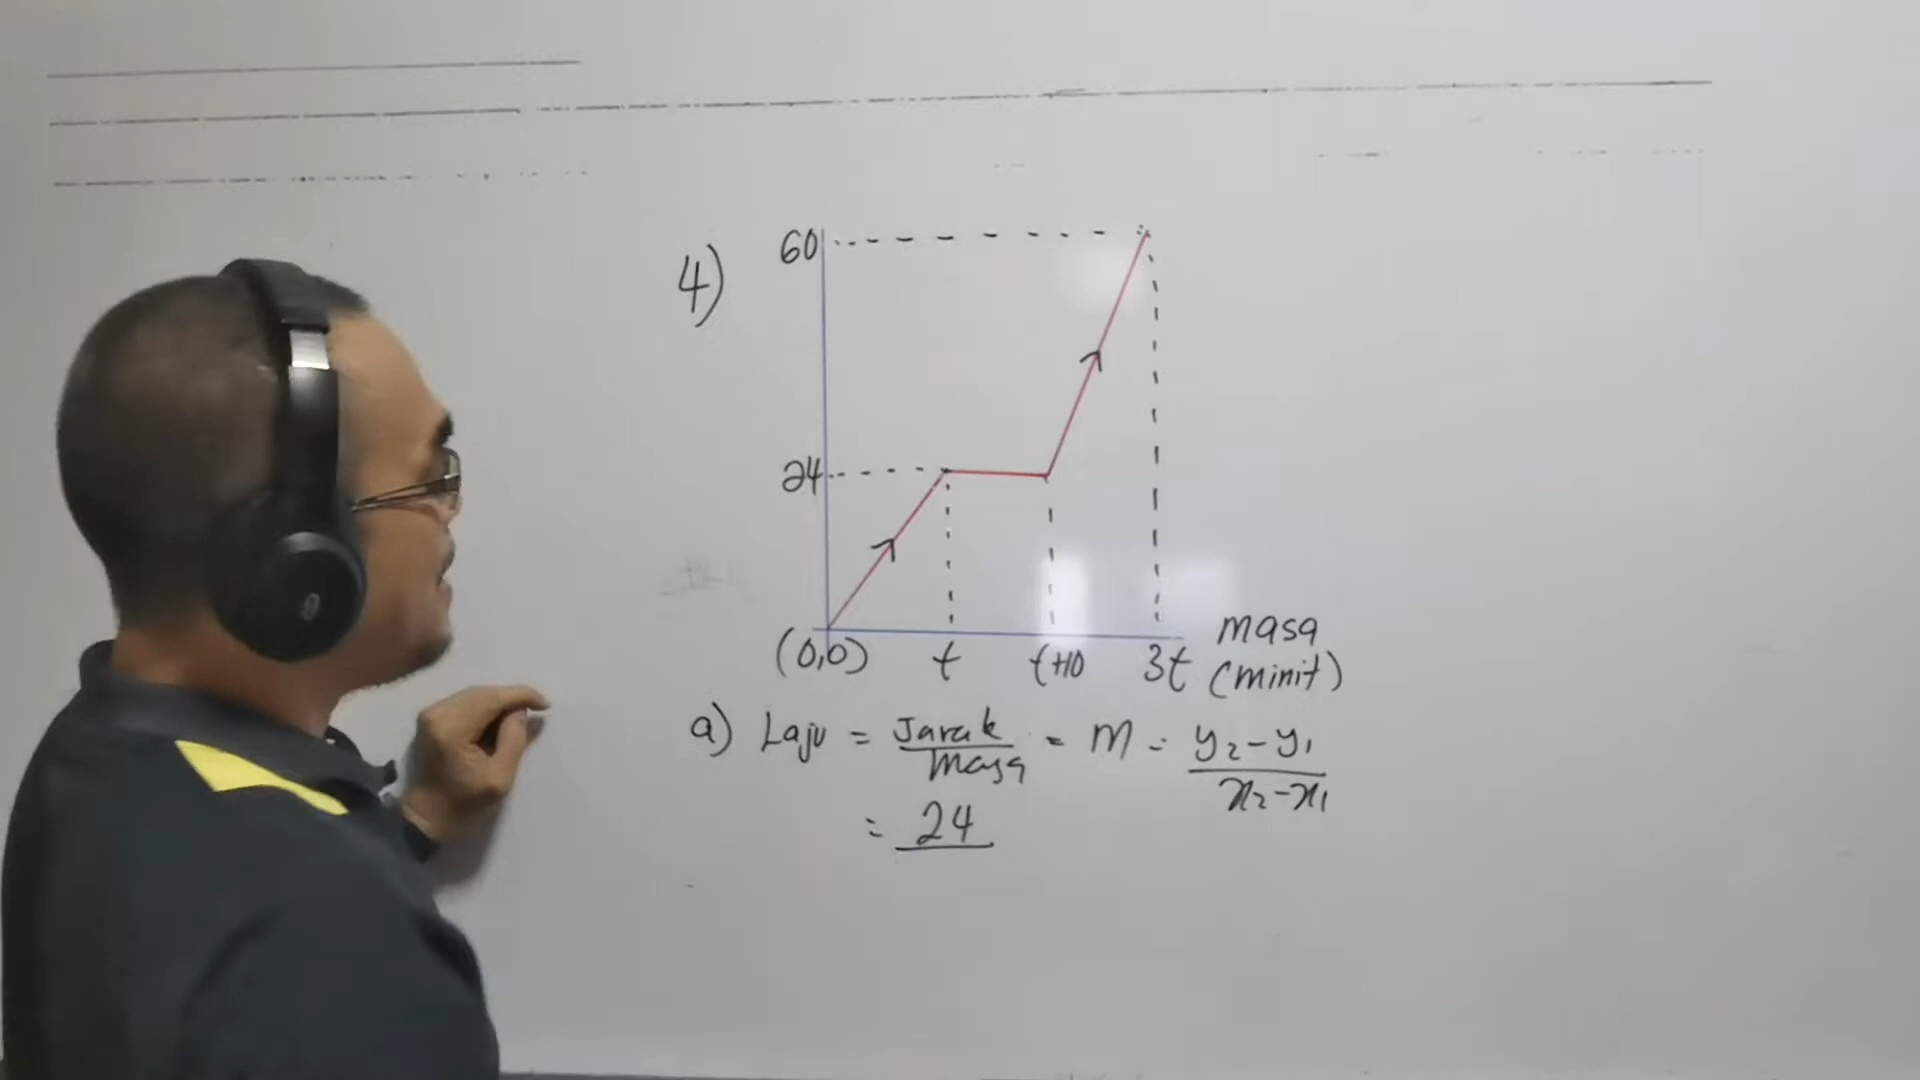 4)
60
24
(0,0) t t+10 3t masa
(minit)
a) Laju = Jarak/masa = m = y₂-y₁/x₂-x₁
= 24